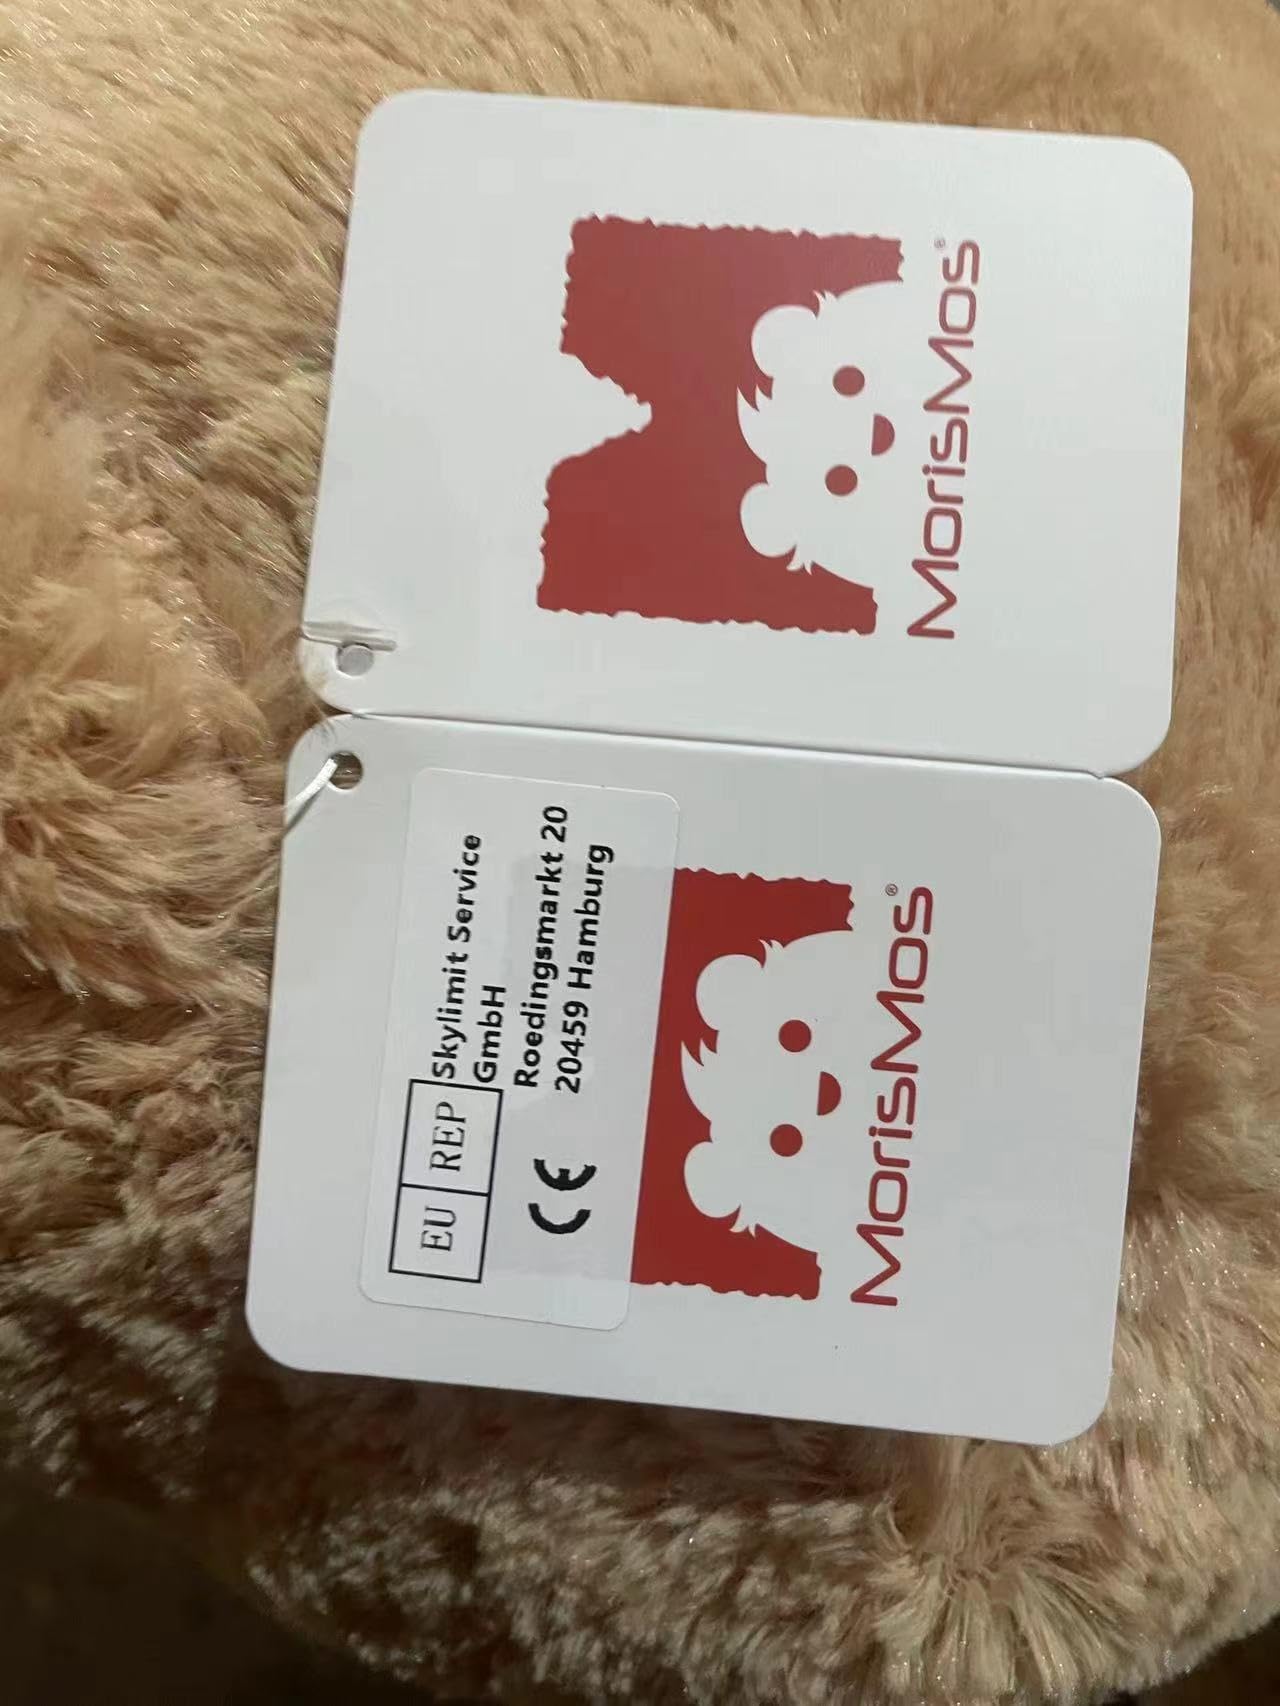 MorisMos®
EU REP
Skylimit Service
GmbH
Roedingsmarkt 20
20459 Hamburg
CE
MorisMos®